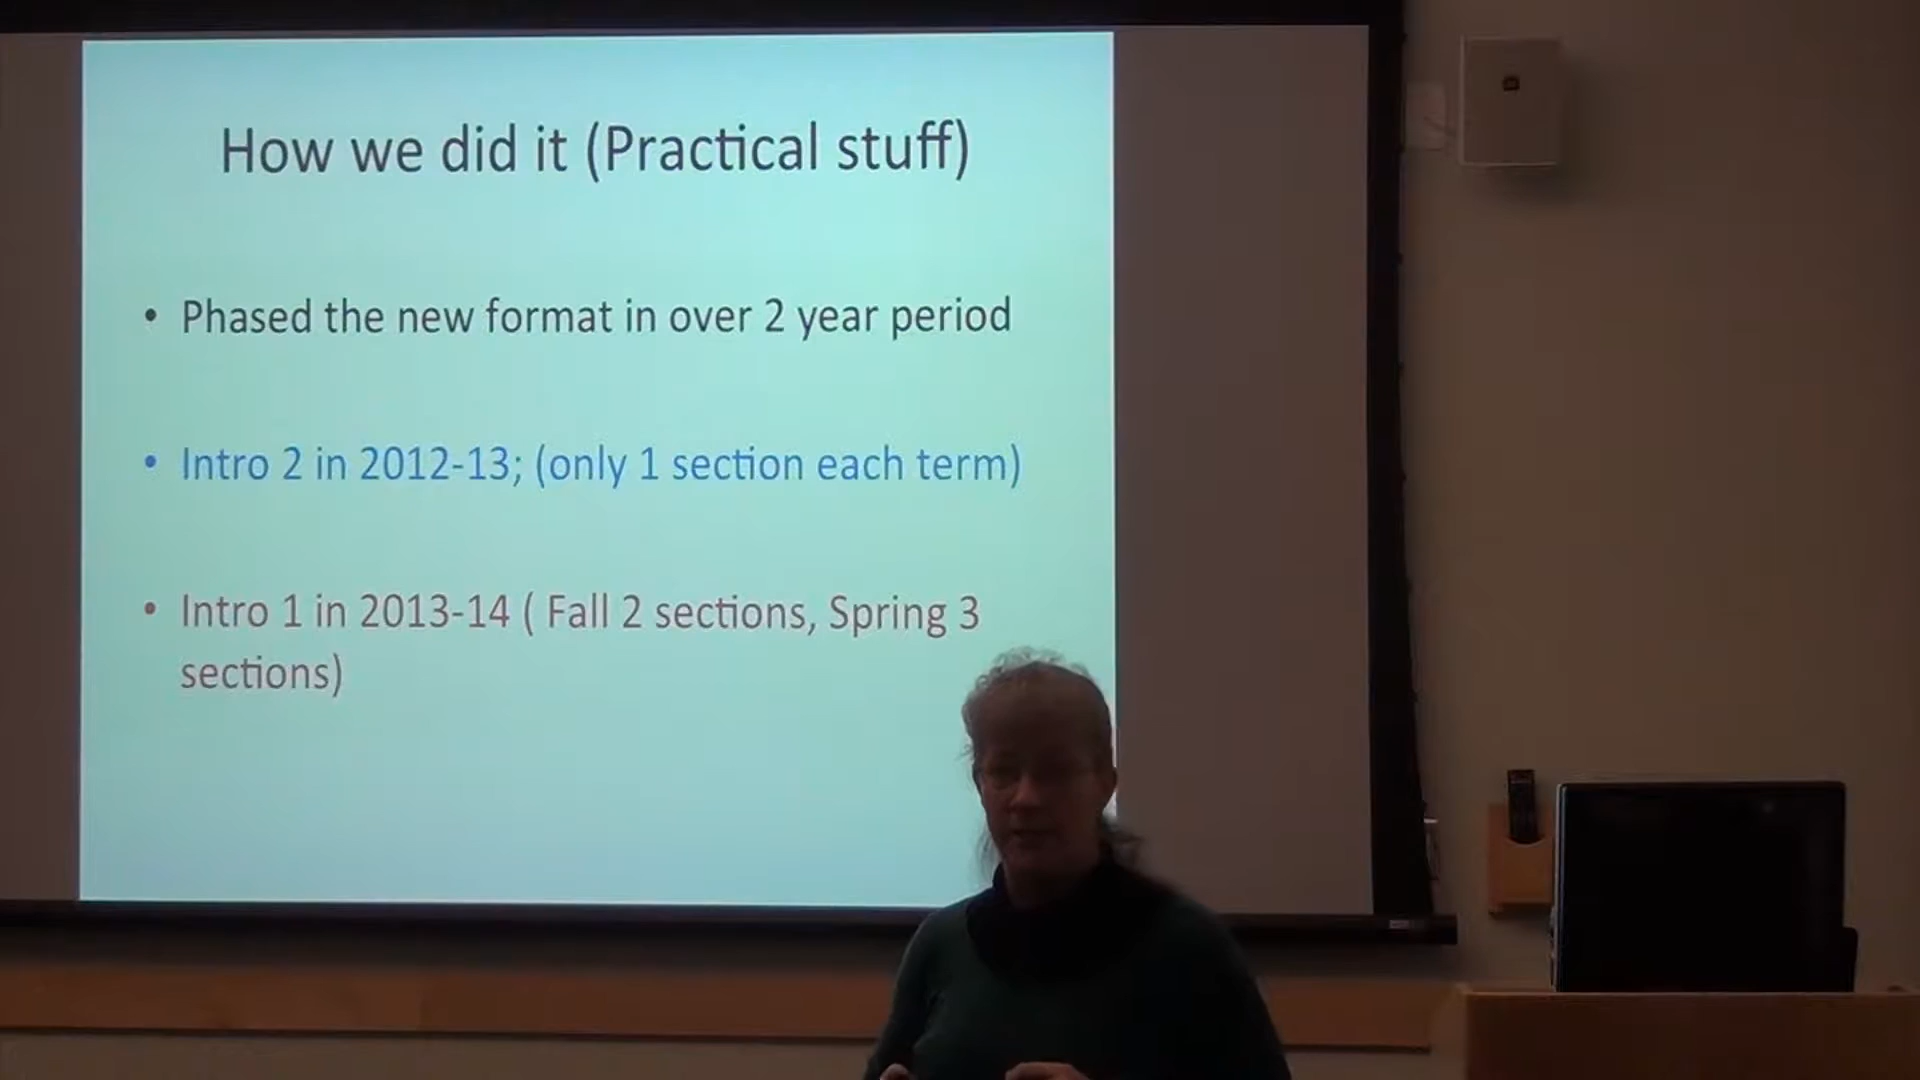 How we did it (Practical stuff)
• Phased the new format in over 2 year period
• Intro 2 in 2012-13; (only 1 section each term)
• Intro 1 in 2013-14 ( Fall 2 sections, Spring 3
sections)